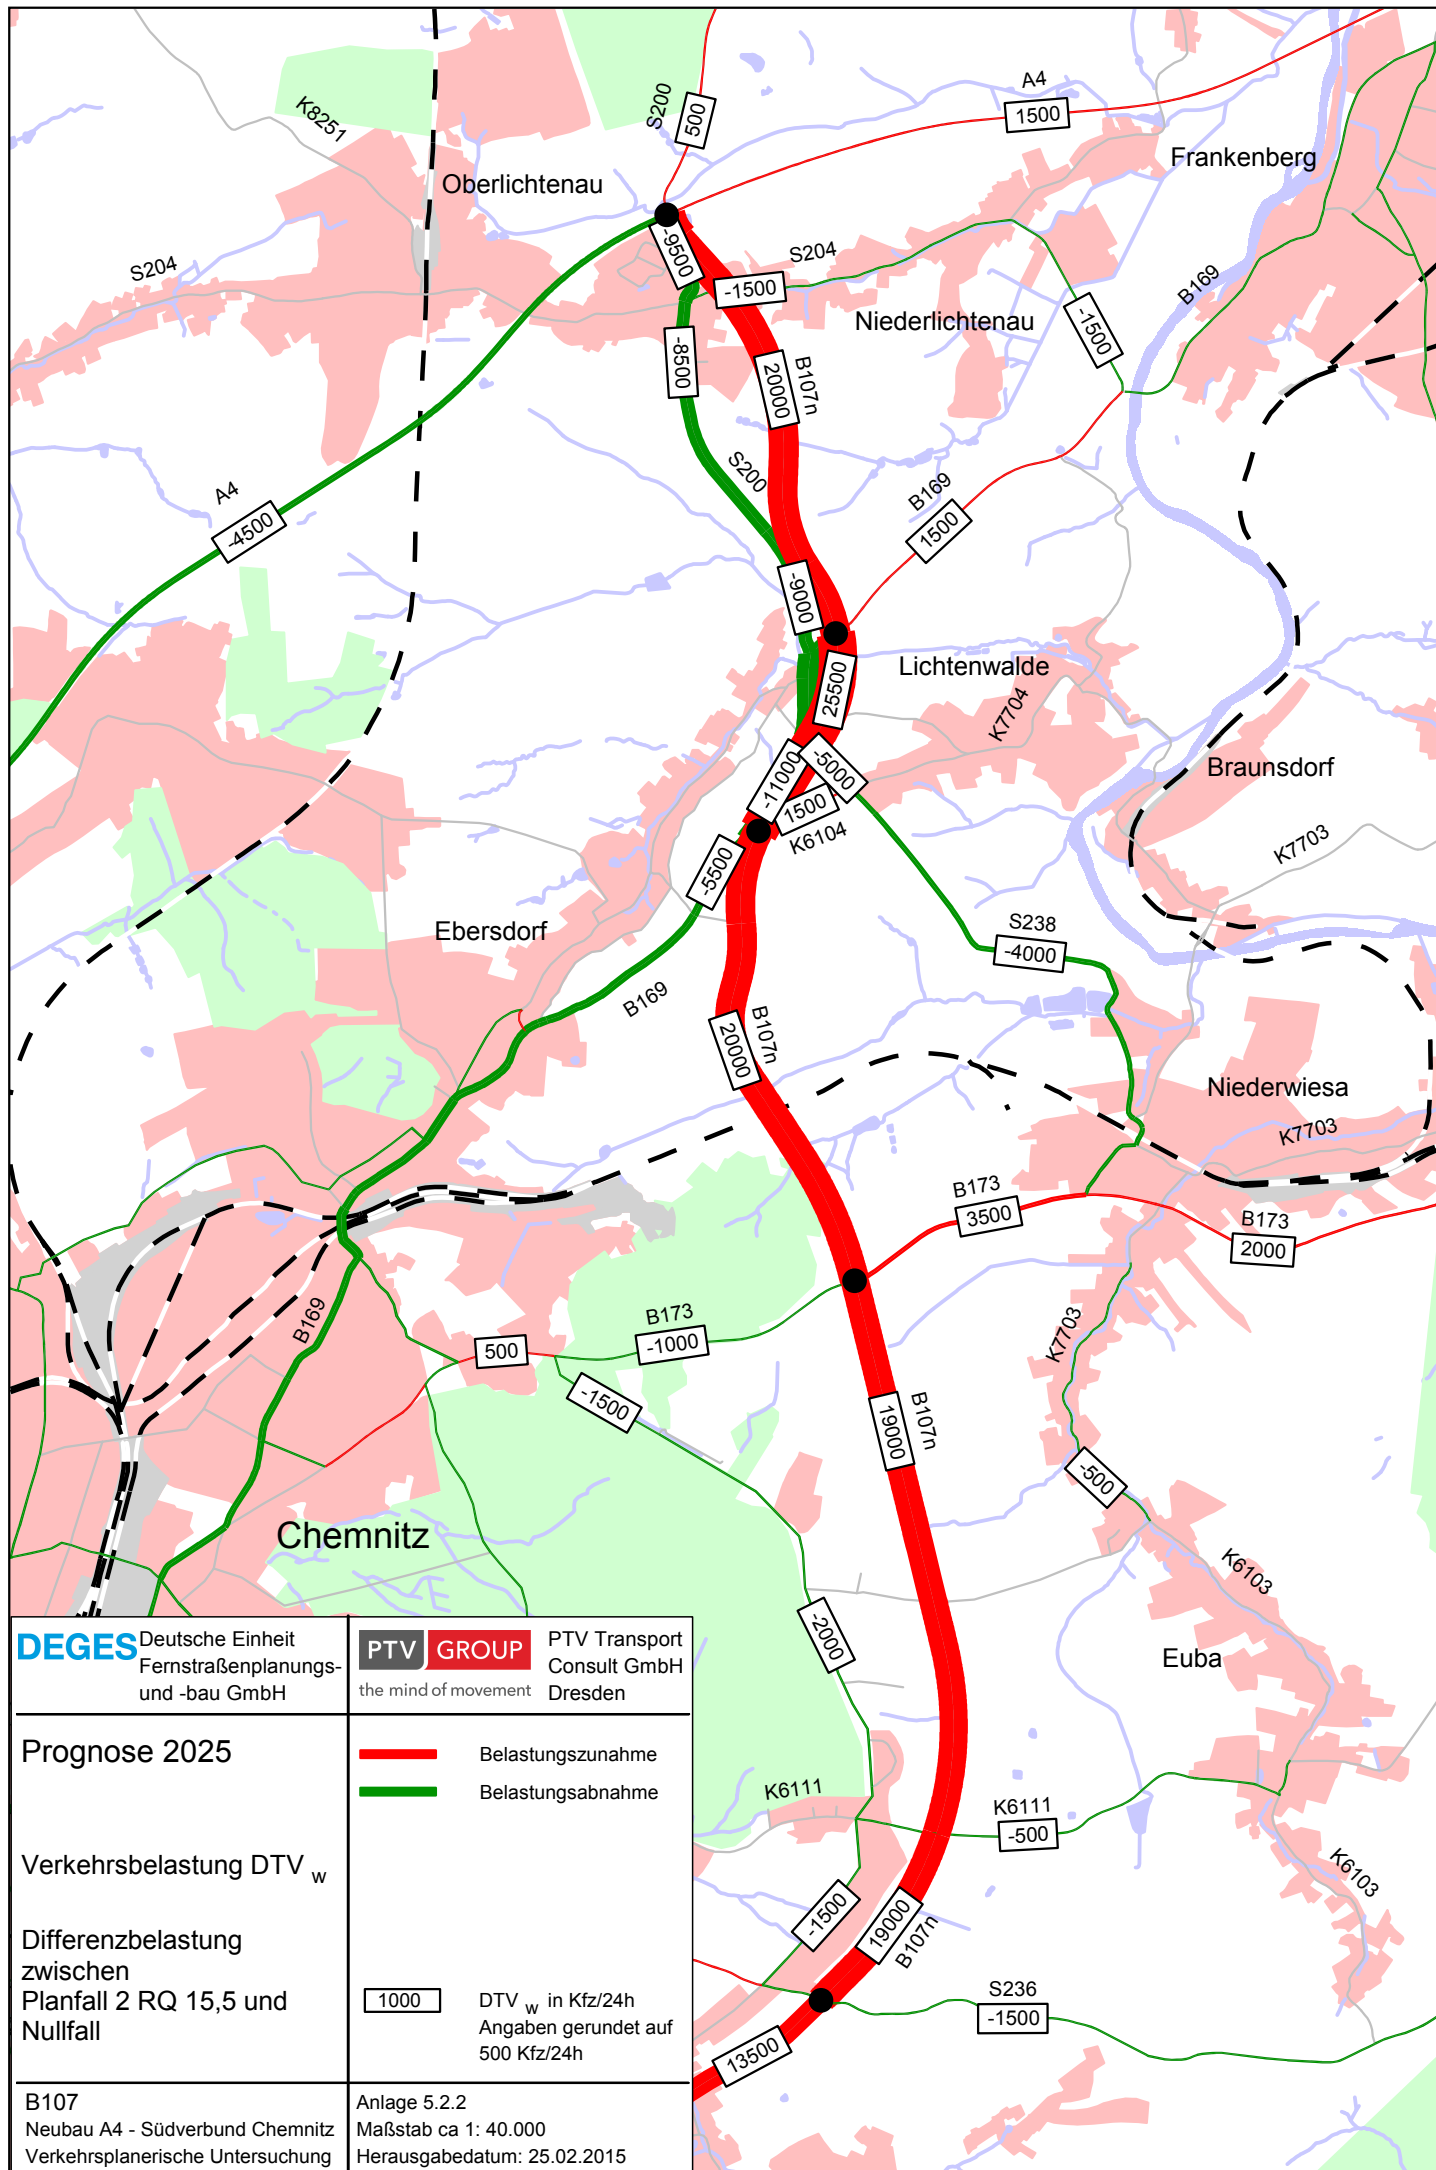 A4
1500
S200
500
K8251
Frankenberg
Oberlichtenau
-9500
S204
S204
-1500
B169
Niederlichtenau
-1500
-8500
B107n
20000
S200
B169
1500
A4
-4500
-9000
Lichtenwalde
25500
K7704
Braunsdorf
-5000
-11000
1500
K6104
K7703
-5500
Ebersdorf
S238
-4000
B169
B107n
20000
Niederwiesa
K7703
B173
3500
B173
2000
B169
B173
-1000
500
K7703
-1500
B107n
19000
-500
Chemnitz
K6103
-2000
Euba
K6111
K6111
-500
K6103
-1500
19000
B107n
S236
-1500
13500
DEGES Deutsche Einheit
Fernstraßenplanungs-
und -bau GmbH
PTV GROUP
the mind of movement
PTV Transport
Consult GmbH
Dresden
Prognose 2025
Belastungszunahme
Belastungsabnahme
Verkehrsbelastung DTV w
Differenzbelastung
zwischen
Planfall 2 RQ 15,5 und
Nullfall
1000
DTV w in Kfz/24h
Angaben gerundet auf
500 Kfz/24h
B107
Neubau A4 - Südverbund Chemnitz
Verkehrsplanerische Untersuchung
Anlage 5.2.2
Maßstab ca 1: 40.000
Herausgabedatum: 25.02.2015